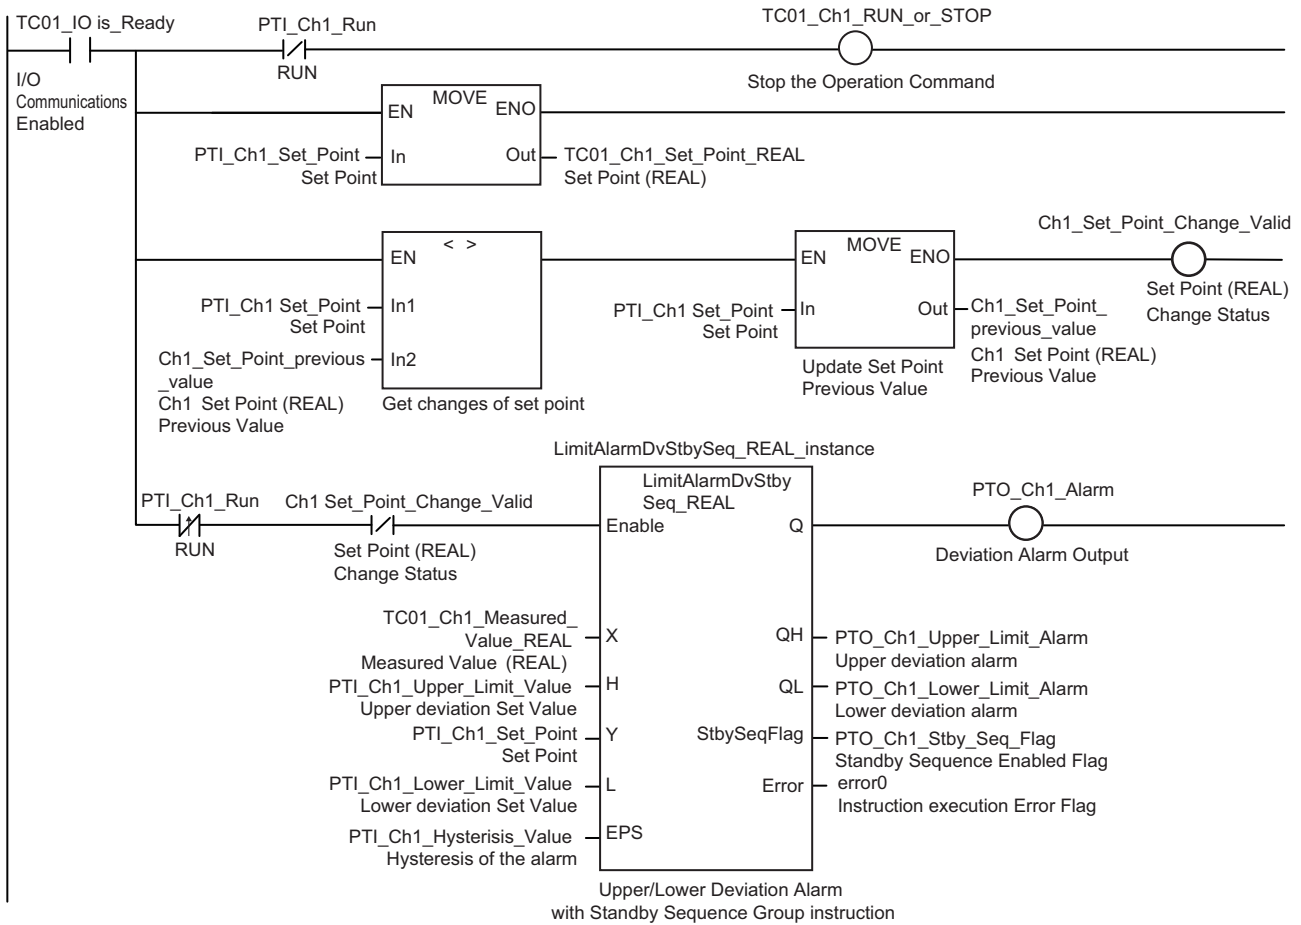 TC01_IO is_Ready
I/O
Communications
Enabled
PTI_Ch1_Run
RUN
TC01_Ch1_RUN_or_STOP
Stop the Operation Command
MOVE
EN
ENO
PTI_Ch1_Set_Point
Set Point
In
Out
TC01_Ch1_Set_Point_REAL
Set Point (REAL)
< >
EN
PTI_Ch1 Set_Point
Set Point
In1
Ch1_Set_Point_previous
_value
Ch1 Set Point (REAL)
Previous Value
In2
Get changes of set point
MOVE
EN
ENO
PTI_Ch1 Set_Point
Set Point
In
Out
Ch1_Set_Point_
previous_value
Ch1 Set Point (REAL)
Previous Value
Update Set Point
Previous Value
Ch1_Set_Point_Change_Valid
Set Point (REAL)
Change Status
LimitAlarmDvStbySeq_REAL_instance
LimitAlarmDvStby
Seq_REAL
PTI_Ch1_Run
RUN
Ch1 Set_Point_Change_Valid
Set Point (REAL)
Change Status
Enable
Q
PTO_Ch1_Alarm
Deviation Alarm Output
TC01_Ch1_Measured_
Value_REAL
Measured Value (REAL)
X
QH
PTO_Ch1_Upper_Limit_Alarm
Upper deviation alarm
PTI_Ch1_Upper_Limit_Value
Upper deviation Set Value
H
QL
PTO_Ch1_Lower_Limit_Alarm
Lower deviation alarm
PTI_Ch1_Set_Point
Set Point
Y
StbySeqFlag
PTO_Ch1_Stby_Seq_Flag
Standby Sequence Enabled Flag
PTI_Ch1_Lower_Limit_Value
Lower deviation Set Value
L
Error
error0
Instruction execution Error Flag
PTI_Ch1_Hysterisis_Value
Hysteresis of the alarm
EPS
Upper/Lower Deviation Alarm
with Standby Sequence Group instruction